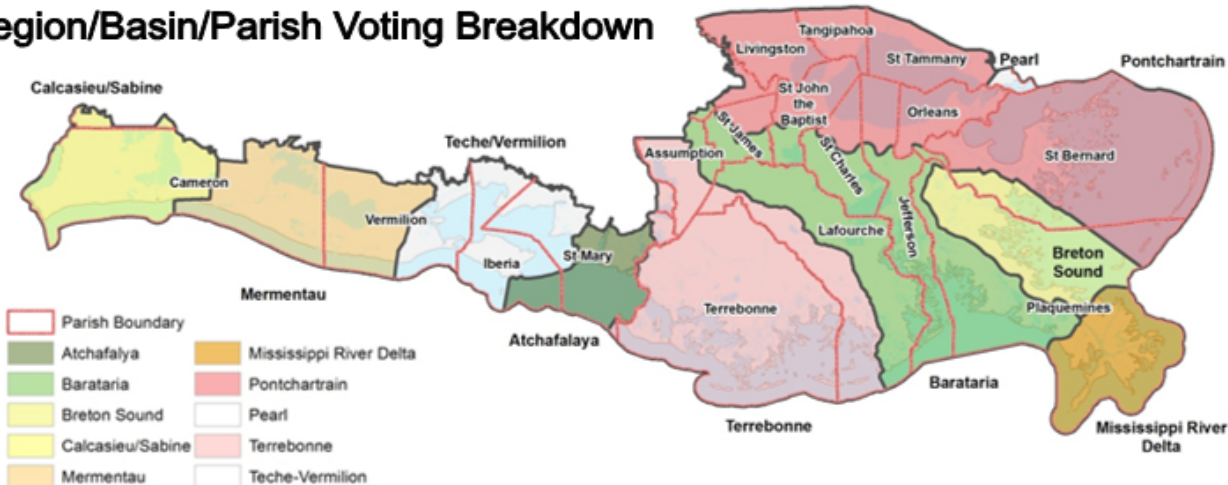 egion/Basin/Parish Voting Breakdown
Calcasieu/Sabine
Cameron
Mermentau
Vermilion
Teche/Vermilion
Iberia
St Mary
Atchafalaya
Assumption
Terrebonne
Terrebonne
Livingston
Tangipahoa
St Tammany
Pearl
Pontchartrain
St John
the
Baptist
Orleans
St James
St Charles
St Bernard
Jefferson
Lafourche
Breton
Sound
Plaquemines
Barataria
Mississippi River
Delta
Parish Boundary
Atchafalya
Barataria
Breton Sound
Calcasieu/Sabine
Mermentau
Mississippi River Delta
Pontchartrain
Pearl
Terrebonne
Teche-Vermilion